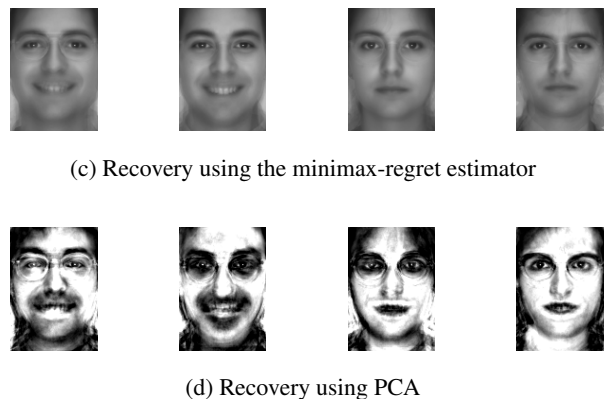 (c) Recovery using the minimax-regret estimator
(d) Recovery using PCA